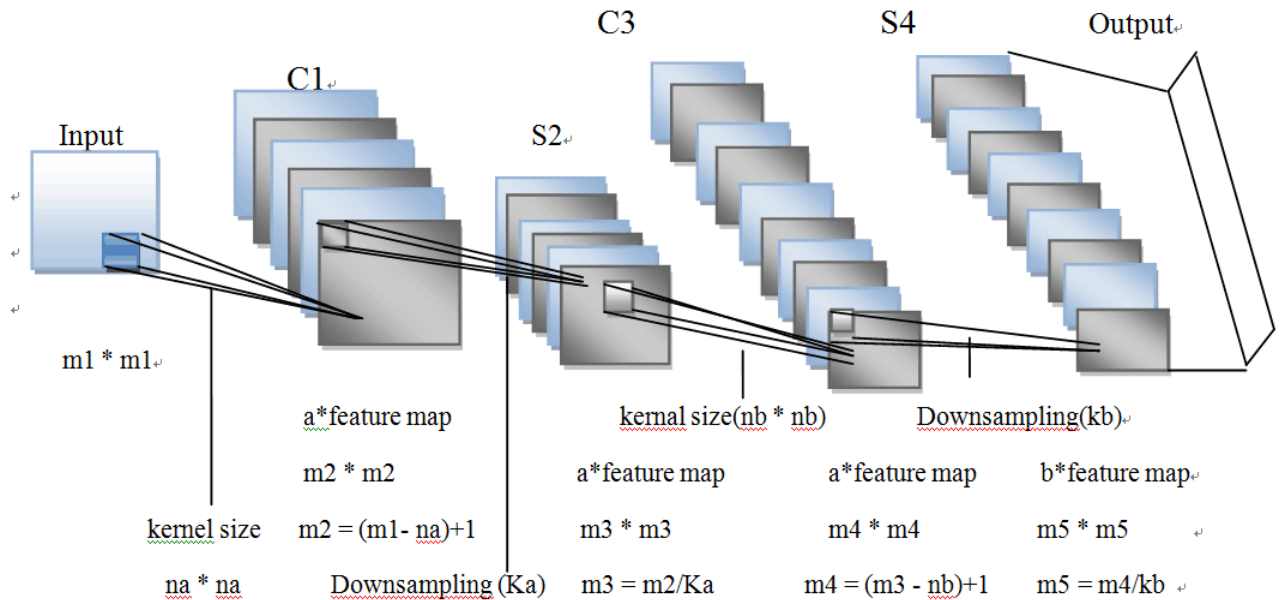 C3
S4
Output
C1
Input
S2
m1 * m1
a*feature map
kernal size(nb * nb)
Downsampling(kb)
m2 * m2
a*feature map
a*feature map
b*feature map
kernel size
m2 = (m1- na)+1
m3 * m3
m4 * m4
m5 * m5
na * na
Downsampling (Ka)
m3 = m2/Ka
m4 = (m3 - nb)+1
m5 = m4/kb